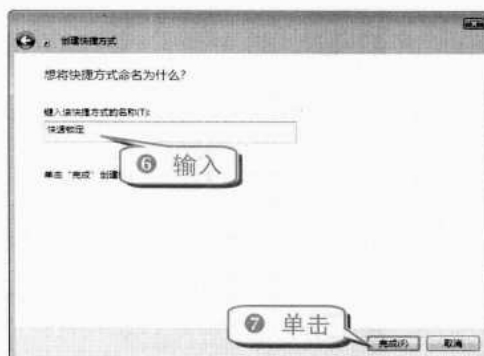 创建快捷方式
想将快捷方式命名为什么?
键入该快捷方式的名称(T):
快速锁定
❻ 输入
单击“完成”创建
❼ 单击
完成(F) 取消